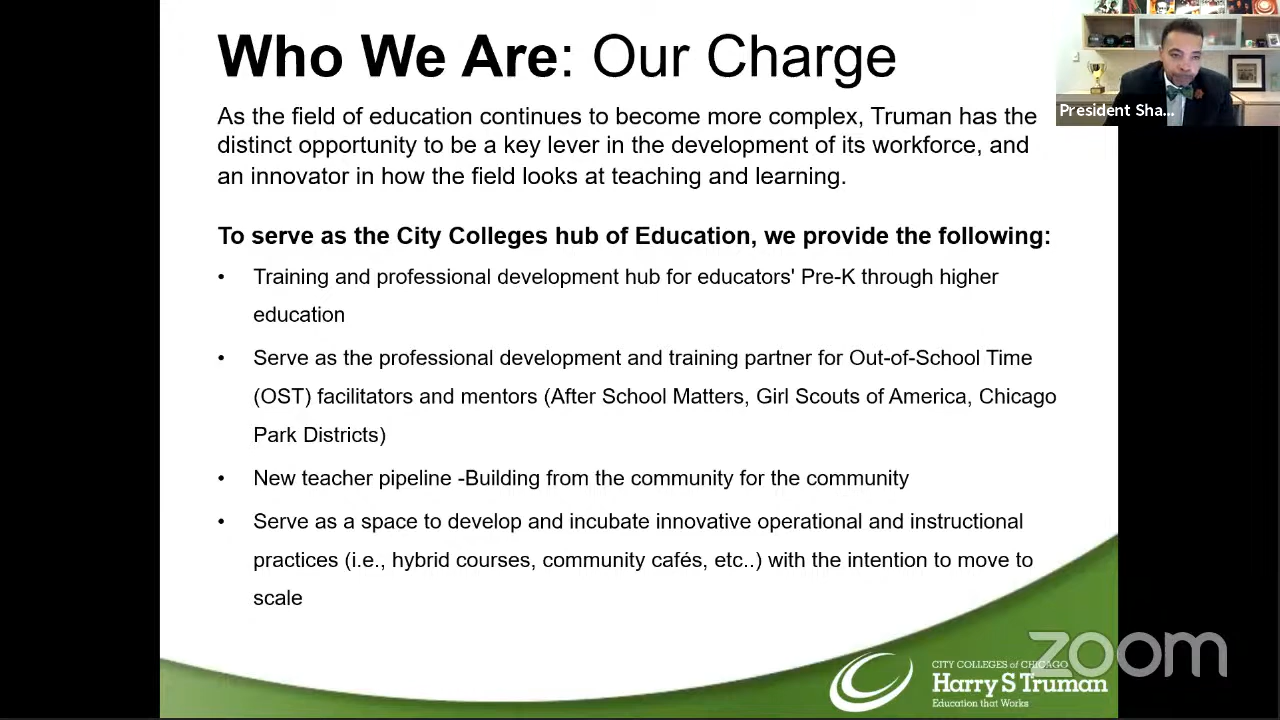 Who We Are: Our Charge
As the field of education continues to become more complex, Truman has the
distinct opportunity to be a key lever in the development of its workforce, and
an innovator in how the field looks at teaching and learning.
To serve as the City Colleges hub of Education, we provide the following:
• Training and professional development hub for educators' Pre-K through higher
education
• Serve as the professional development and training partner for Out-of-School Time
(OST) facilitators and mentors (After School Matters, Girl Scouts of America, Chicago
Park Districts)
• New teacher pipeline -Building from the community for the community
• Serve as a space to develop and incubate innovative operational and instructional
practices (i.e., hybrid courses, community cafés, etc..) with the intention to move to
scale
President Sha...
zoom
CITY COLLEGES of CHICAGO
Harry S Truman
Education that Works